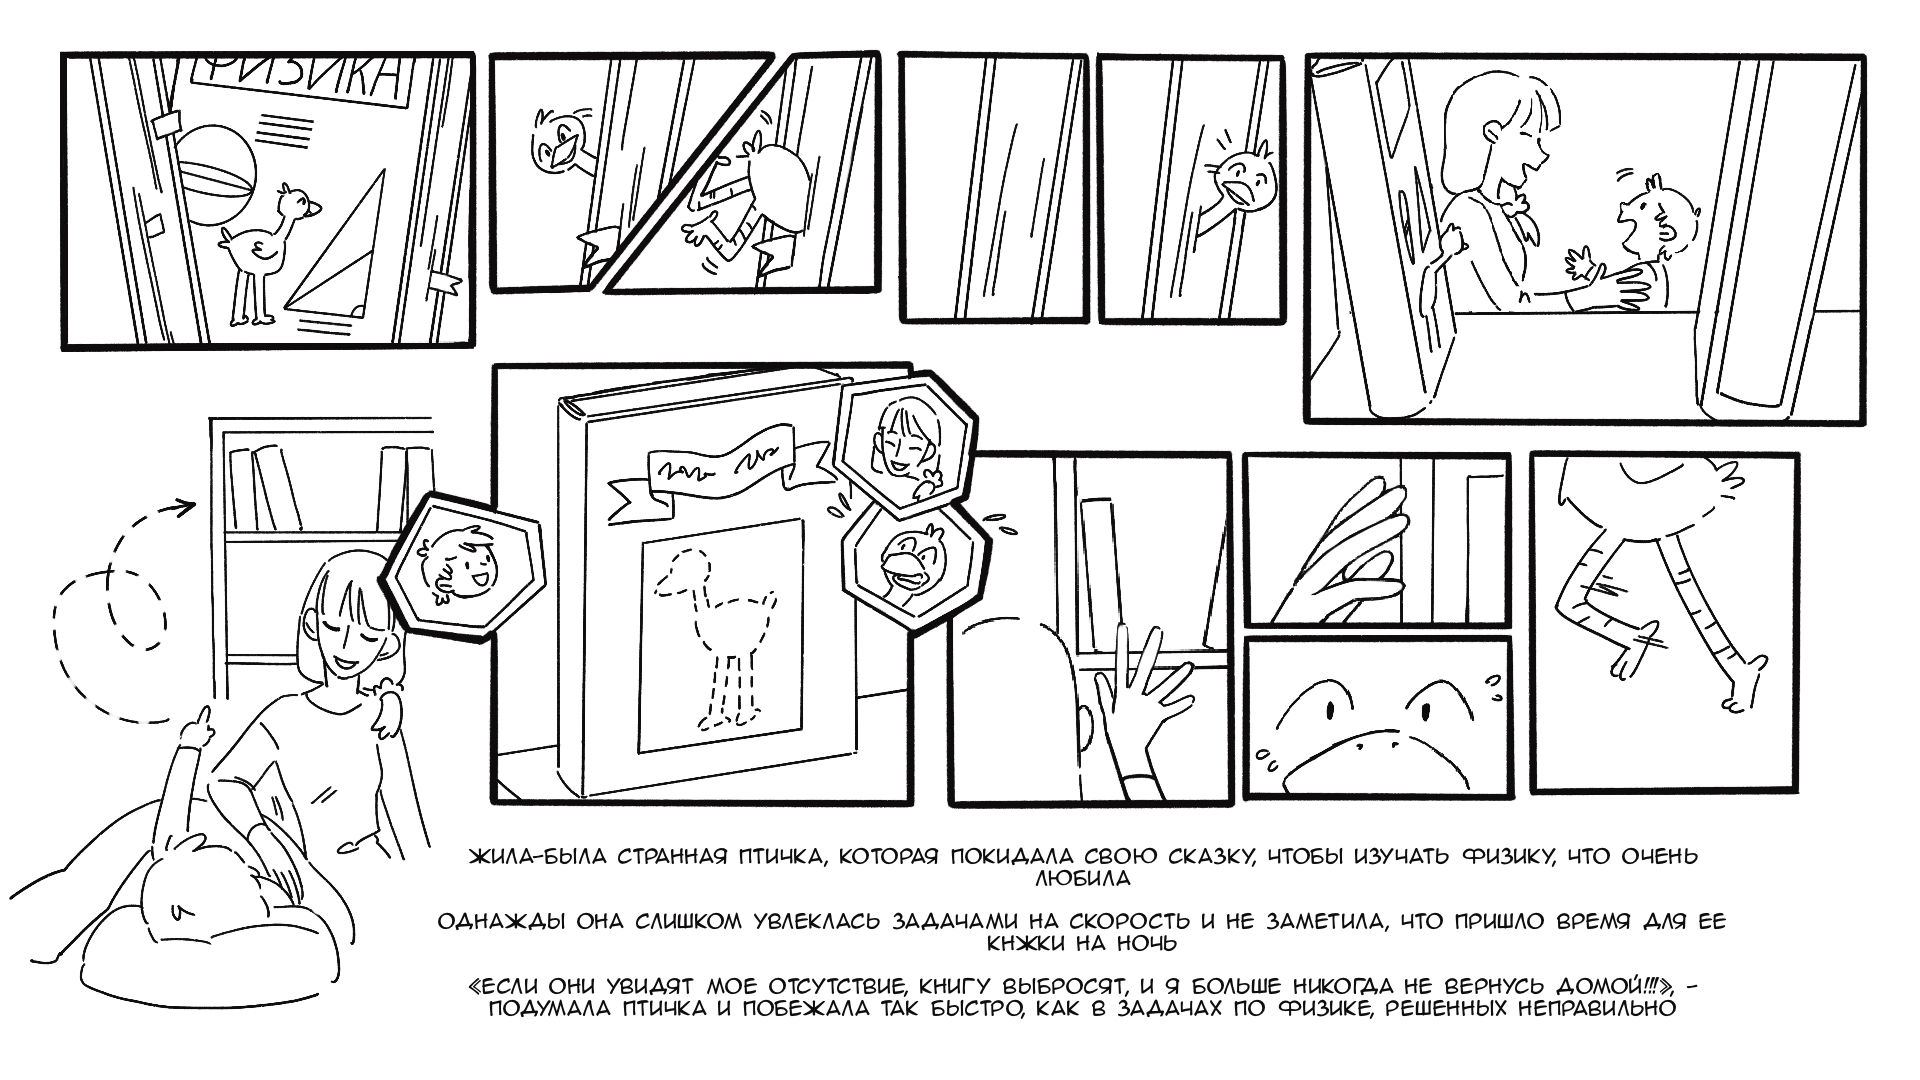 ФИЗИКА
ЖИЛА-БЫЛА СТРАННАЯ ПТИЧКА, КОТОРАЯ ПОКИДАЛА СВОЮ СКАЗКУ, ЧТОБЫ ИЗУЧАТЬ ФИЗИКУ, ЧТО ОЧЕНЬ
ЛЮБИЛА
ОДНАЖДЫ ОНА СЛИШКОМ УВЛЕКЛАСЬ ЗАДАЧАМИ НА СКОРОСТЬ И НЕ ЗАМЕТИЛА, ЧТО ПРИШЛО ВРЕМЯ ДЛЯ ЕЕ
КНЖКИ НА НОЧЬ
«ЕСЛИ ОНИ УВИДЯТ МОЕ ОТСУТСТВИЕ, КНИГУ ВЫБРОСЯТ, И Я БОЛЬШЕ НИКОГДА НЕ ВЕРНУСЬ ДОМОЙ!!!», -
ПОДУМАЛА ПТИЧКА И ПОБЕЖАЛА ТАК БЫСТРО, КАК В ЗАДАЧАХ ПО ФИЗИКЕ, РЕШЕННЫХ НЕПРАВИЛЬНО